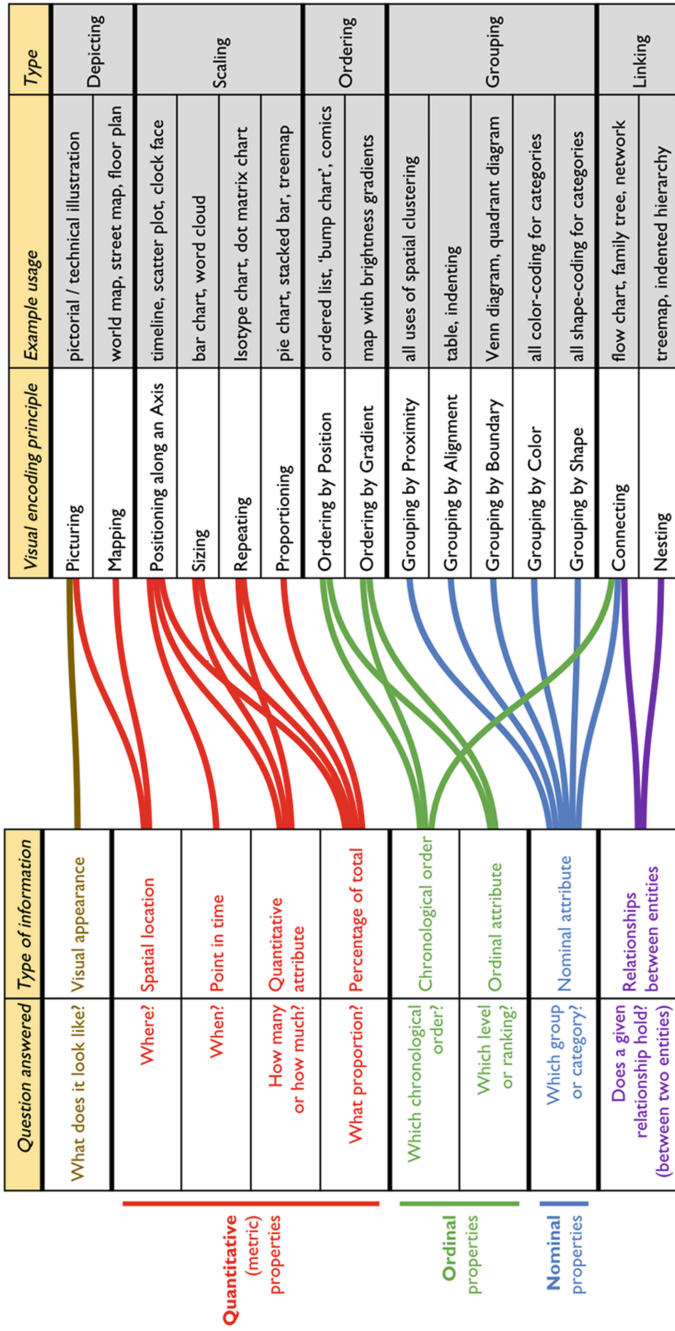 Question answered Type of information Visual encoding principle Example usage Type
What does it look like? Visual appearance
Quantitative
(metric)
properties
Where? Spatial location
When? Point in time
How many
or how much?
Quantitative
attribute
What proportion? Percentage of total
Ordinal
properties
Which chronological
order?
Chronological order
Which level
or ranking?
Ordinal attribute
Nominal
properties
Which group
or category?
Nominal attribute
Does a given
relationship hold?
(between two entities)
Relationships
between entities
Picturing pictorial / technical illustration
Mapping world map, street map, floor plan
Depicting
Positioning along an Axis timeline, scatter plot, clock face
Sizing bar chart, word cloud
Repeating Isotype chart, dot matrix chart
Proportioning pie chart, stacked bar, treemap
Scaling
Ordering by Position ordered list, 'bump chart', comics
Ordering by Gradient map with brightness gradients
Ordering
Grouping by Proximity all uses of spatial clustering
Grouping by Alignment table, indenting
Grouping by Boundary Venn diagram, quadrant diagram
Grouping by Color all color-coding for categories
Grouping by Shape all shape-coding for categories
Grouping
Connecting flow chart, family tree, network
Nesting treemap, indented hierarchy
Linking